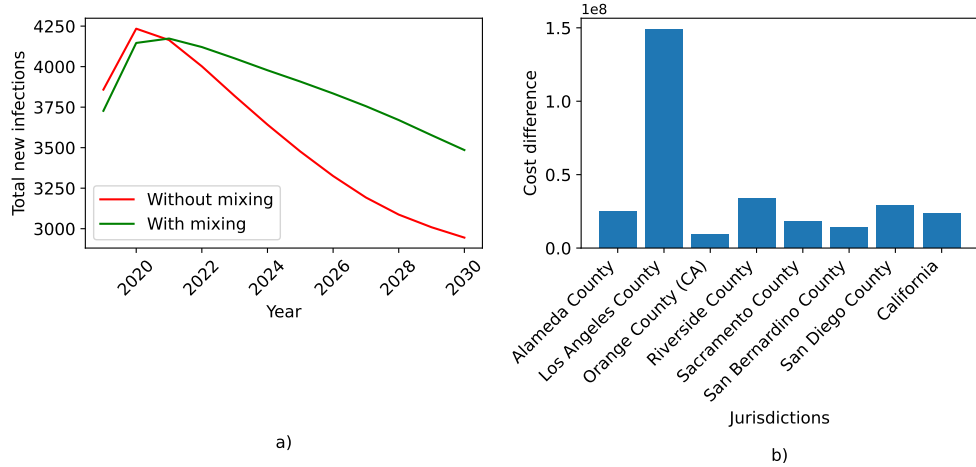 4250
4000
3750
3500
3250
3000
Total new infections
Without mixing
With mixing
2020
2022
2024
2026
2028
2030
Year
a)
1e8
1.5
1.0
0.5
0.0
Cost difference
Alameda County
Los Angeles County
Orange County (CA)
Riverside County
Sacramento County
San Bernardino County
San Diego County
California
Jurisdictions
b)